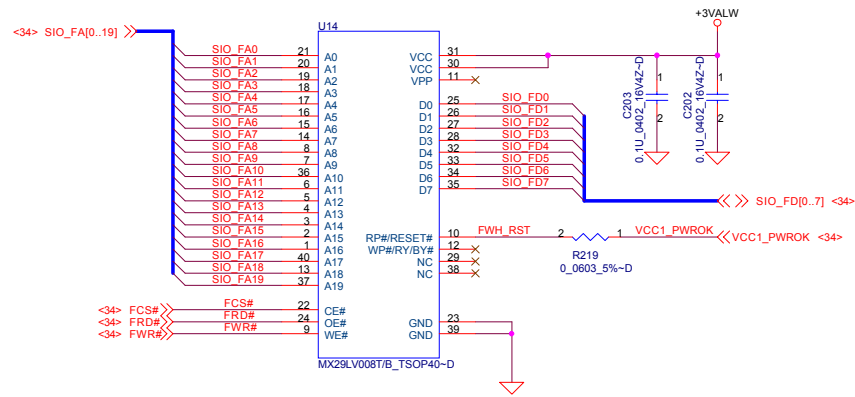 U14
+3VALW
<34> SIO_FA[0..19]
SIO_FA0 21 A0
SIO_FA1 20 A1
SIO_FA2 19 A2
SIO_FA3 18 A3
SIO_FA4 17 A4
SIO_FA5 16 A5
SIO_FA6 15 A6
SIO_FA7 14 A7
SIO_FA8 8 A8
SIO_FA9 7 A9
SIO_FA10 36 A10
SIO_FA11 6 A11
SIO_FA12 5 A12
SIO_FA13 4 A13
SIO_FA14 3 A14
SIO_FA15 2 A15
SIO_FA16 1 A16
SIO_FA17 40 A17
SIO_FA18 13 A18
SIO_FA19 37 A19
<34> FCS# FCS# 22 CE#
<34> FRD# FRD# 24 OE#
<34> FWR# FWR# 9 WE#
VCC 31
VCC 30
VPP 11
D0 25 SIO_FD0
D1 26 SIO_FD1
D2 27 SIO_FD2
D3 28 SIO_FD3
D4 32 SIO_FD4
D5 33 SIO_FD5
D6 34 SIO_FD6
D7 35 SIO_FD7
SIO_FD[0..7] <34>
RP#/RESET# 10 FWH_RST 2 1 VCC1_PWROK VCC1_PWROK <34>
WP#/RY/BY# 12
NC 29
NC 38
R219
0_0603_5%~D
GND 23
GND 39
MX29LV008T/B_TSOP40~D
1
2
C203
0.1U_0402_16V4Z~D
1
2
C202
0.1U_0402_16V4Z~D